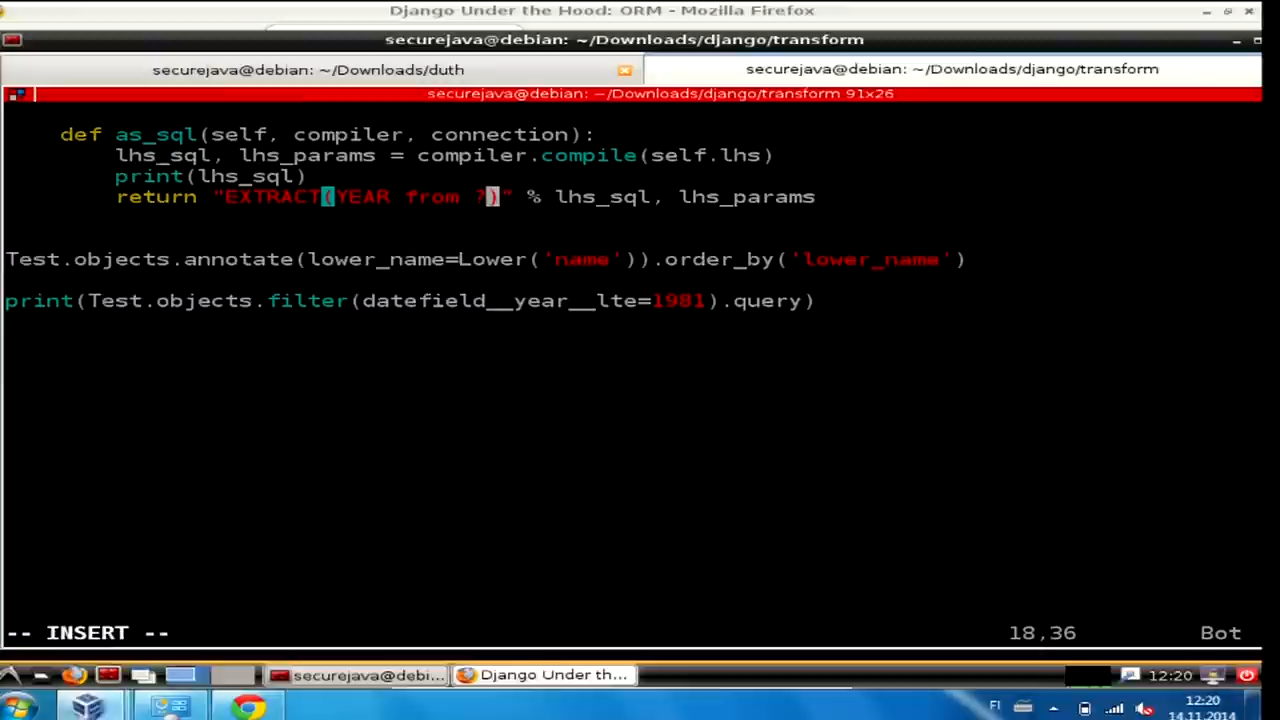 Django Under the Hood: ORM - Mozilla Firefox
securejava@debian: ~/Downloads/django/transform
securejava@debian: ~/Downloads/duth
securejava@debian: ~/Downloads/django/transform
securejava@debian: ~/Downloads/django/transform 91x26
def as_sql(self, compiler, connection):
lhs_sql, lhs_params = compiler.compile(self.lhs)
print(lhs_sql)
return "EXTRACT(YEAR from ?)" % lhs_sql, lhs_params
Test.objects.annotate(lower_name=Lower('name')).order_by('lower_name')
print(Test.objects.filter(datefield__year__lte=1981).query)
-- INSERT --
18,36
Bot
securejava@debi...
Django Under th...
12:20
FI
12:20
14.11.2014